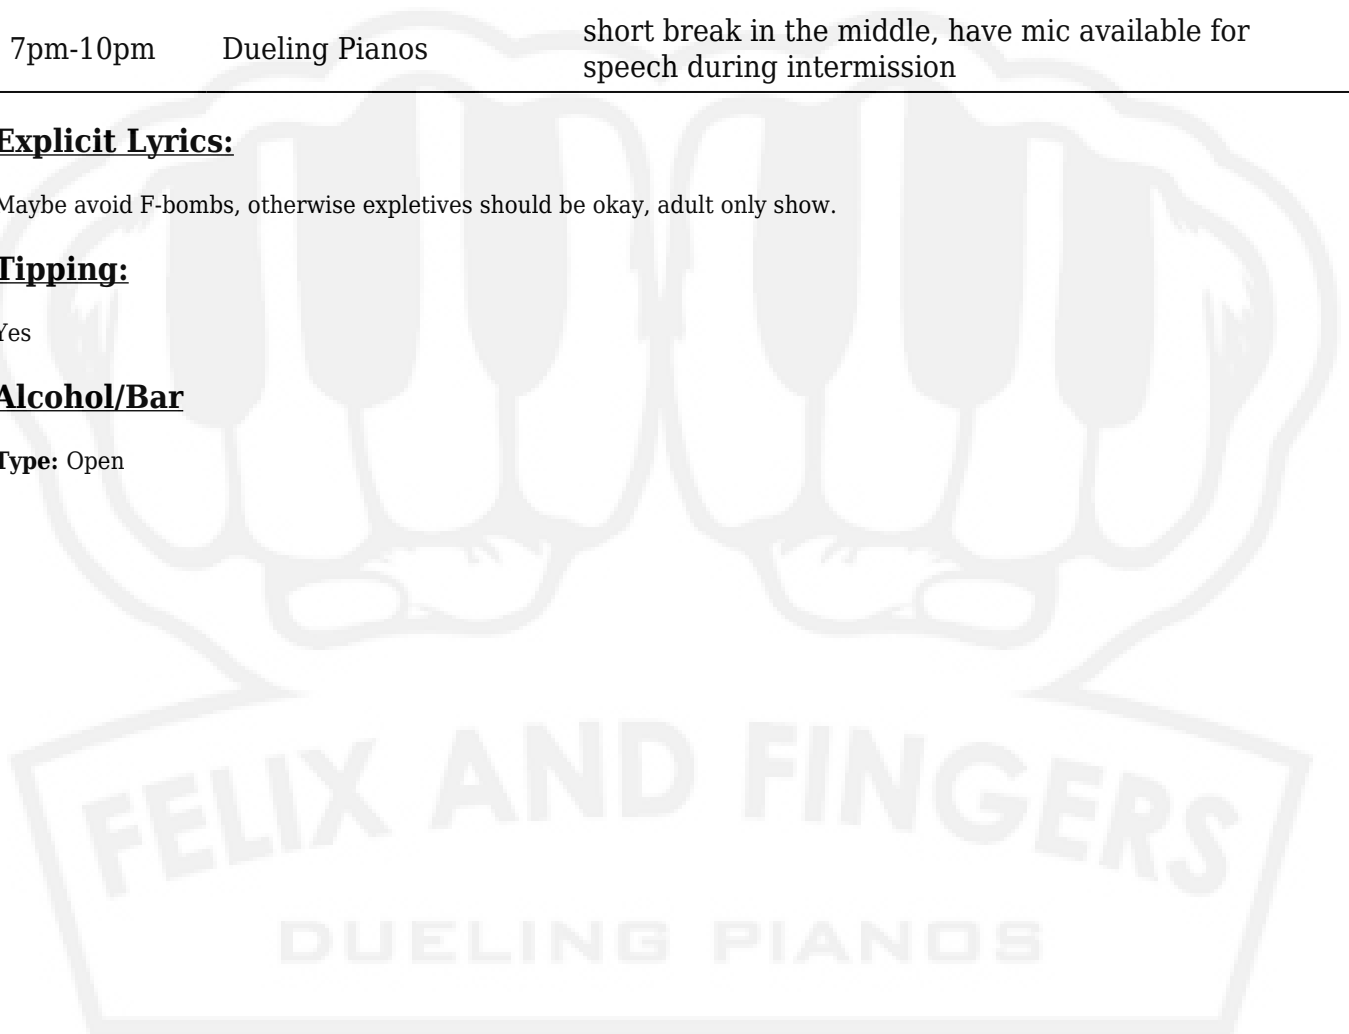 7pm-10pm Dueling Pianos short break in the middle, have mic available for
speech during intermission
Explicit Lyrics:
Maybe avoid F-bombs, otherwise expletives should be okay, adult only show.
Tipping:
Yes
Alcohol/Bar
Type: Open
FELIX AND FINGERS
DUELING PIANOS